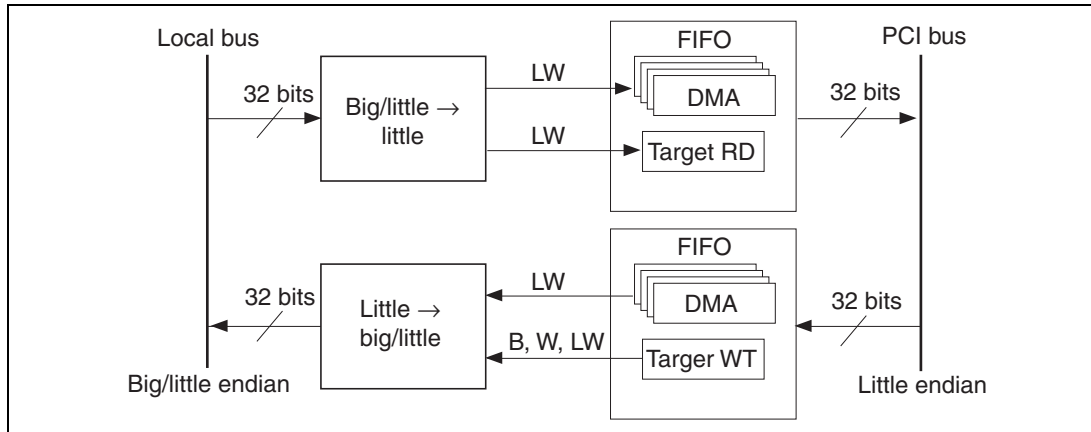 Local bus
FIFO
PCI bus
32 bits
Big/little →
little
LW
LW
DMA
Target RD
32 bits
FIFO
32 bits
Little →
big/little
LW
B, W, LW
DMA
Targer WT
32 bits
Big/little endian
Little endian